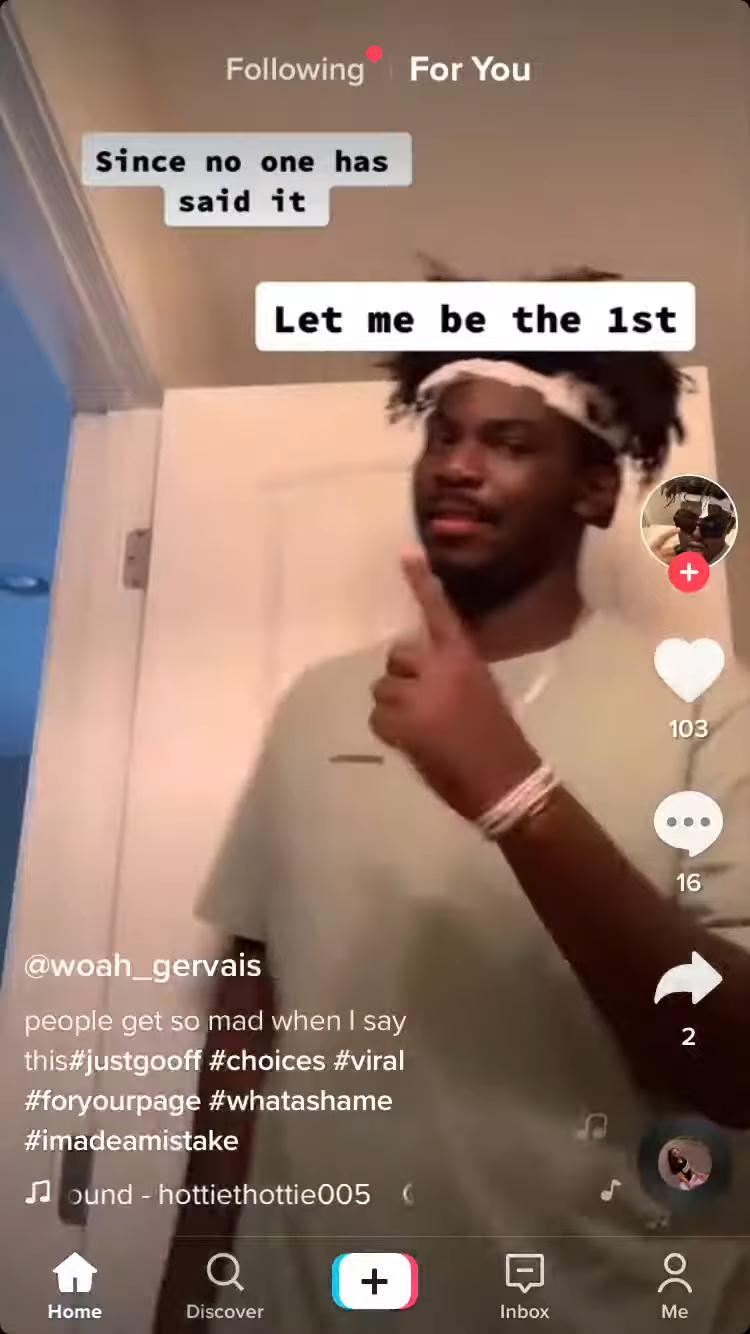 Following For You
Since no one has
said it
Let me be the 1st
103
16
2
@woah_gervais
people get so mad when I say
this#justgooff #choices #viral
#foryourpage #whatashame
#imadeamistake
ound - hottiethottie005
Home Discover Inbox Me